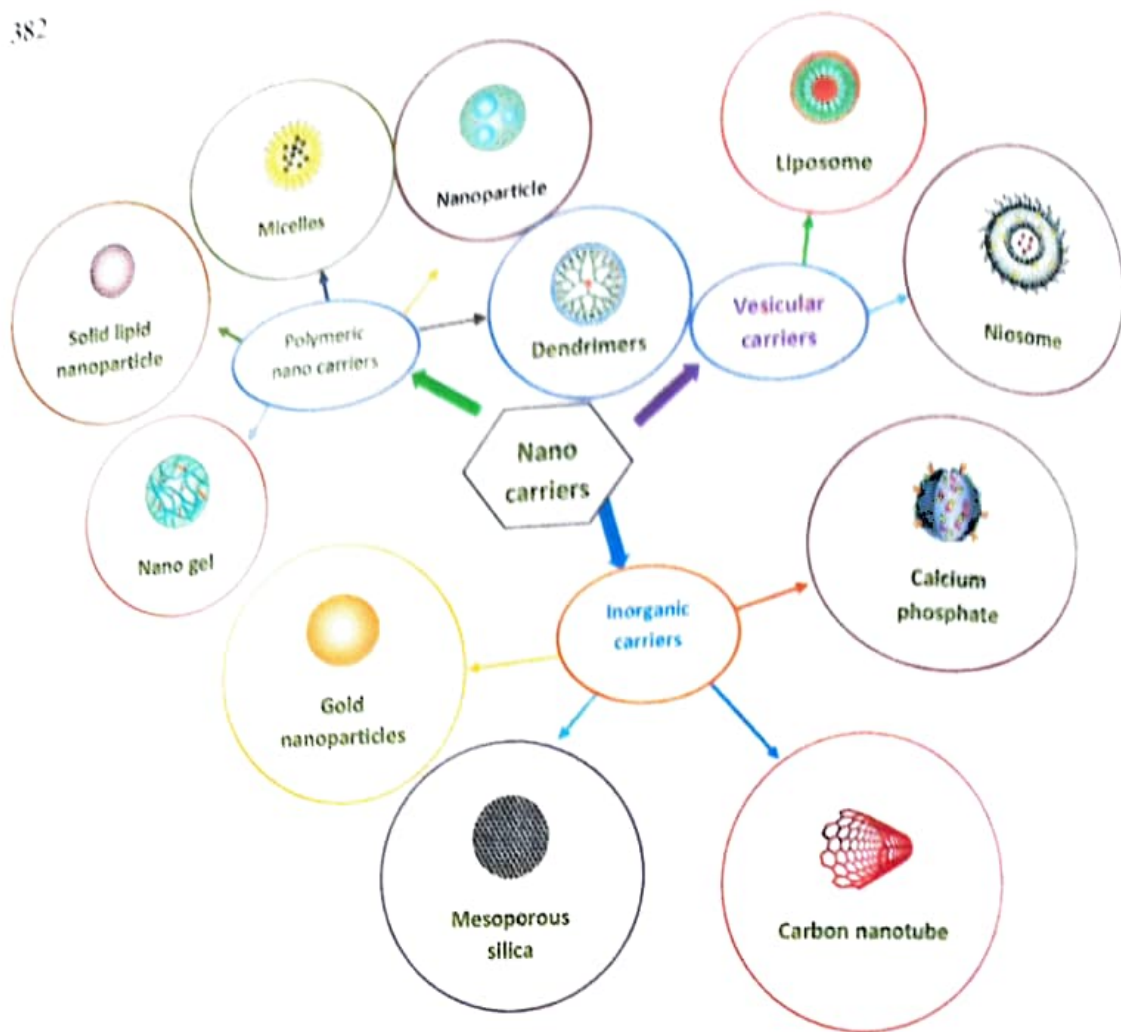 382
Micelles
Nanoparticle
Liposome
Solid lipid
nanoparticle
Polymeric
nano carriers
Dendrimers
Vesicular
carriers
Niosome
Nano gel
Nano
carriers
Calcium
phosphate
Inorganic
carriers
Gold
nanoparticles
Mesoporous
silica
Carbon nanotube